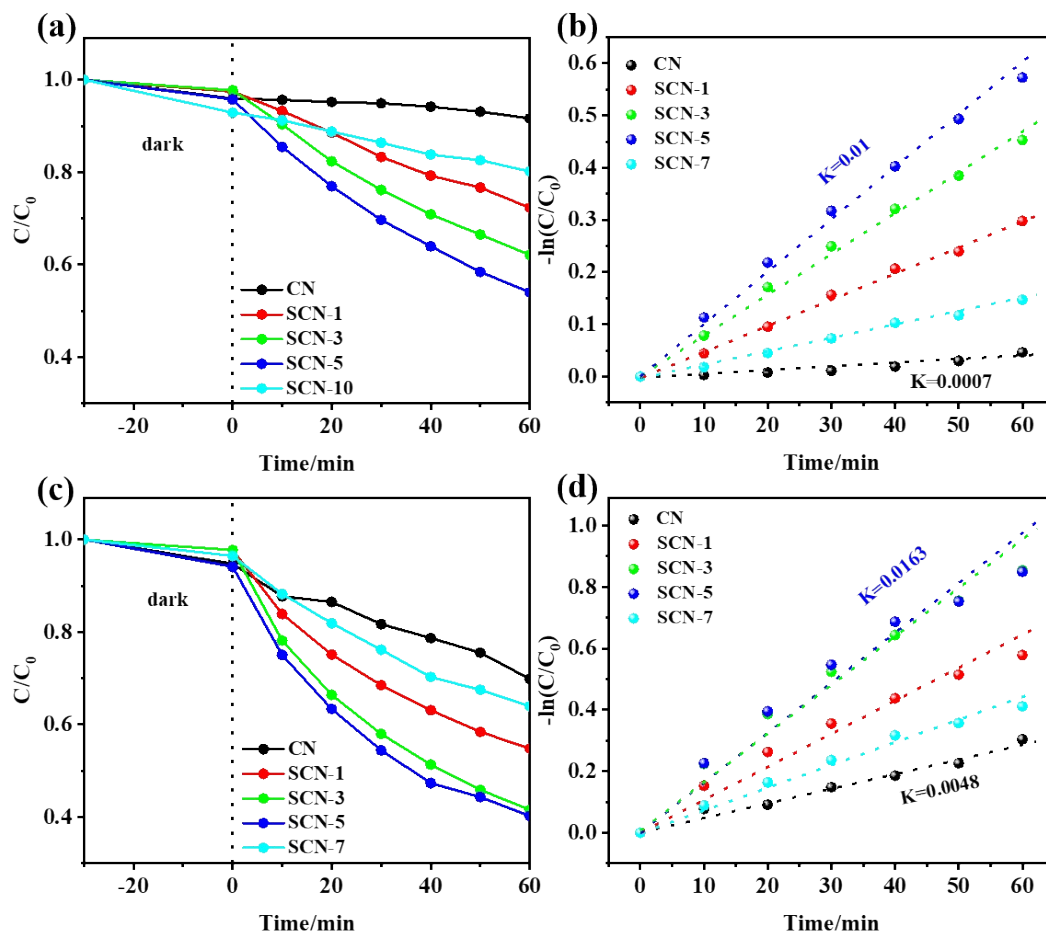 (a)
1.0
0.8
0.6
0.4
C/C0
dark
CN
SCN-1
SCN-3
SCN-5
SCN-10
-20
0
20
40
60
Time/min
(b)
0.6
0.5
0.4
0.3
0.2
0.1
0.0
-ln(C/C0)
CN
SCN-1
SCN-3
SCN-5
SCN-7
K=0.01
K=0.0007
0
10
20
30
40
50
60
Time/min
(c)
1.0
0.8
0.6
0.4
C/C0
dark
CN
SCN-1
SCN-3
SCN-5
SCN-7
-20
0
20
40
60
Time/min
(d)
1.0
0.8
0.6
0.4
0.2
0.0
-ln(C/C0)
CN
SCN-1
SCN-3
SCN-5
SCN-7
K=0.0163
K=0.0048
0
10
20
30
40
50
60
Time/min